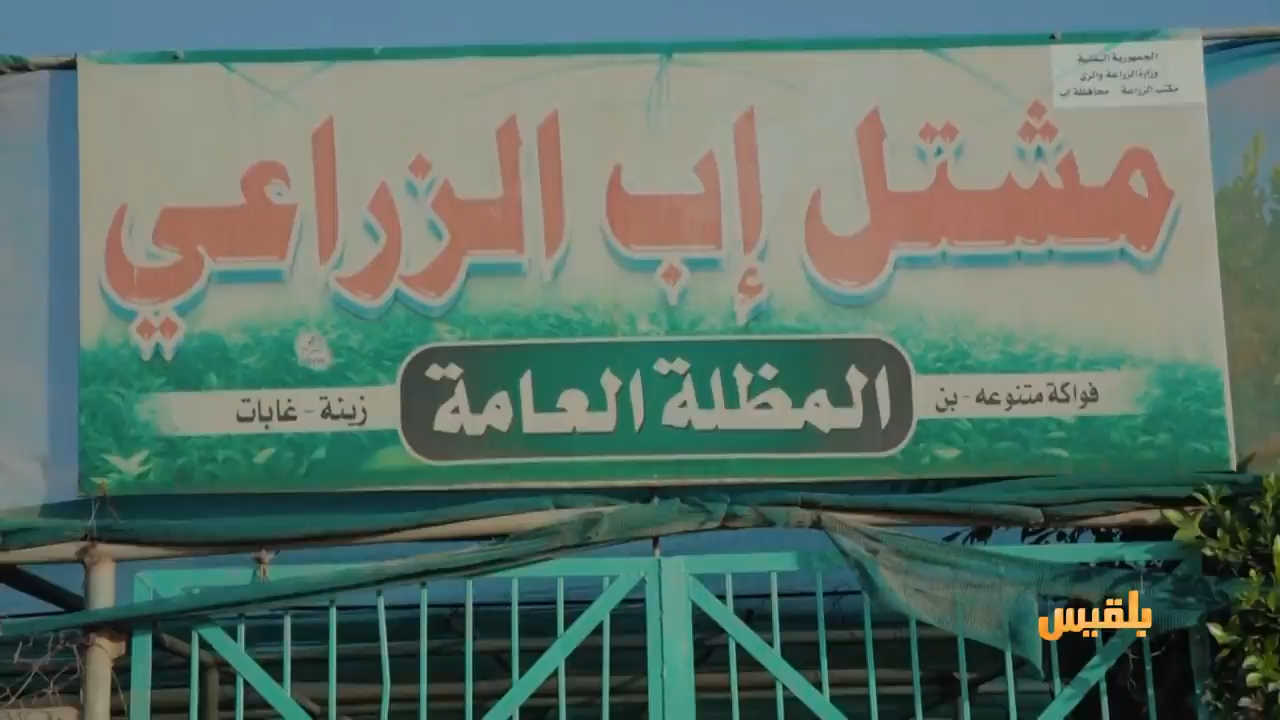 الجمهورية اليمنية
وزارة الزراعة والري
مكتب الزراعة محافظة إب
مشتل إب الزراعي
فواكة متنوعه - بن
المظلة العامة
زينة - غابات
بلقيس